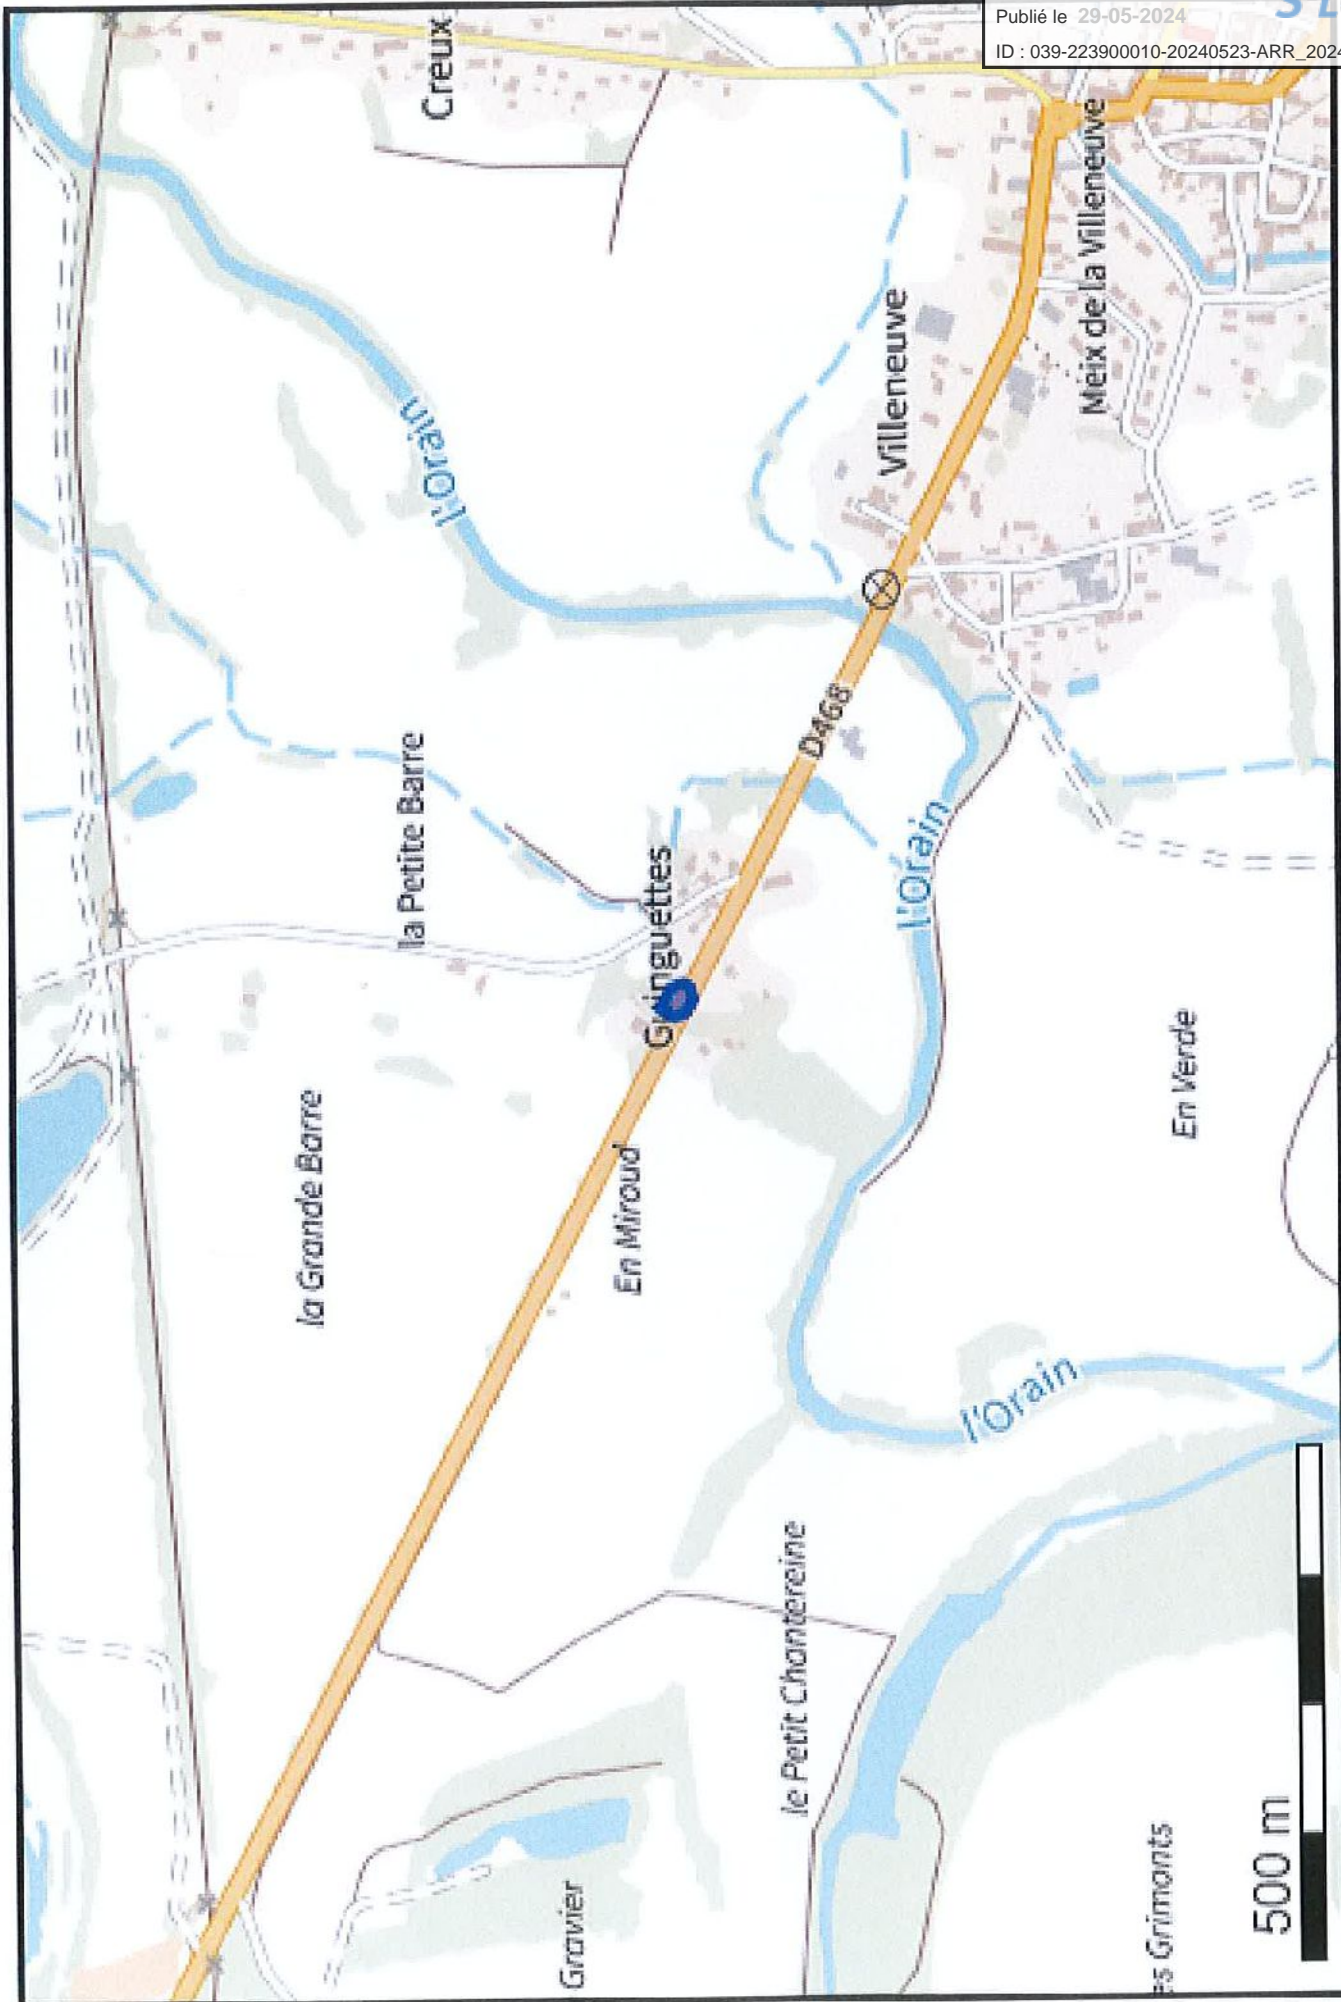 Publié le 29-05-2024
ID : 039-223900010-20240523-ARR_2024
Creux
l'Orain
Meix de la Villeneuve
Villeneuve
D468
la Petite Barre
Guinguettes
l'Orain
la Grande Barre
En Miroud
En Verde
l'Orain
le Petit Chantereine
Gravier
es Grimonts
500 m